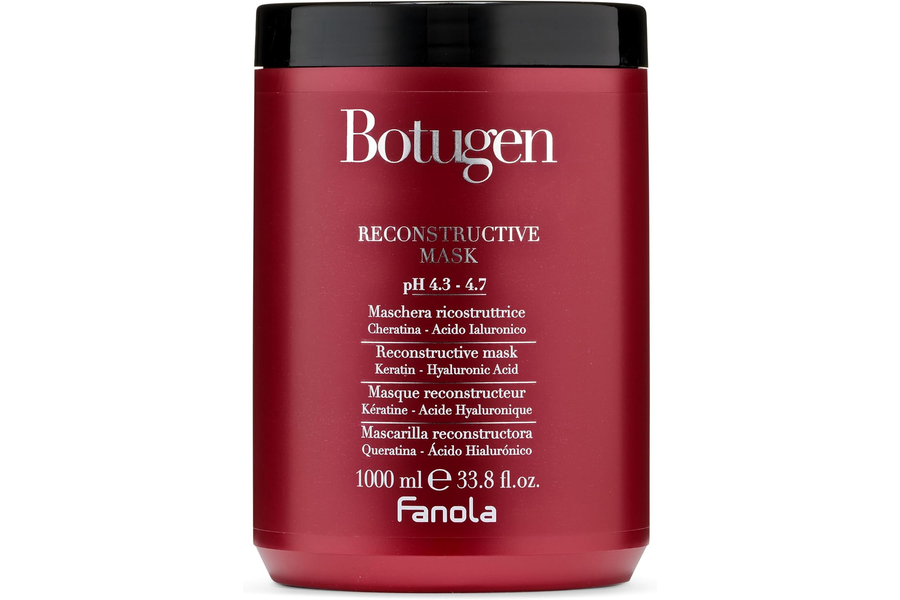 Botugen
RECONSTRUCTIVE
MASK
pH 4.3 - 4.7
Maschera ricostruttrice
Cheratina - Acido Ialuronico
Reconstructive mask
Keratin - Hyaluronic Acid
Masque reconstructeur
Kératine - Acide Hyaluronique
Mascarilla reconstructora
Queratina - Ácido Hialurónico
1000 ml ℮ 33.8 fl.oz.
Fanola